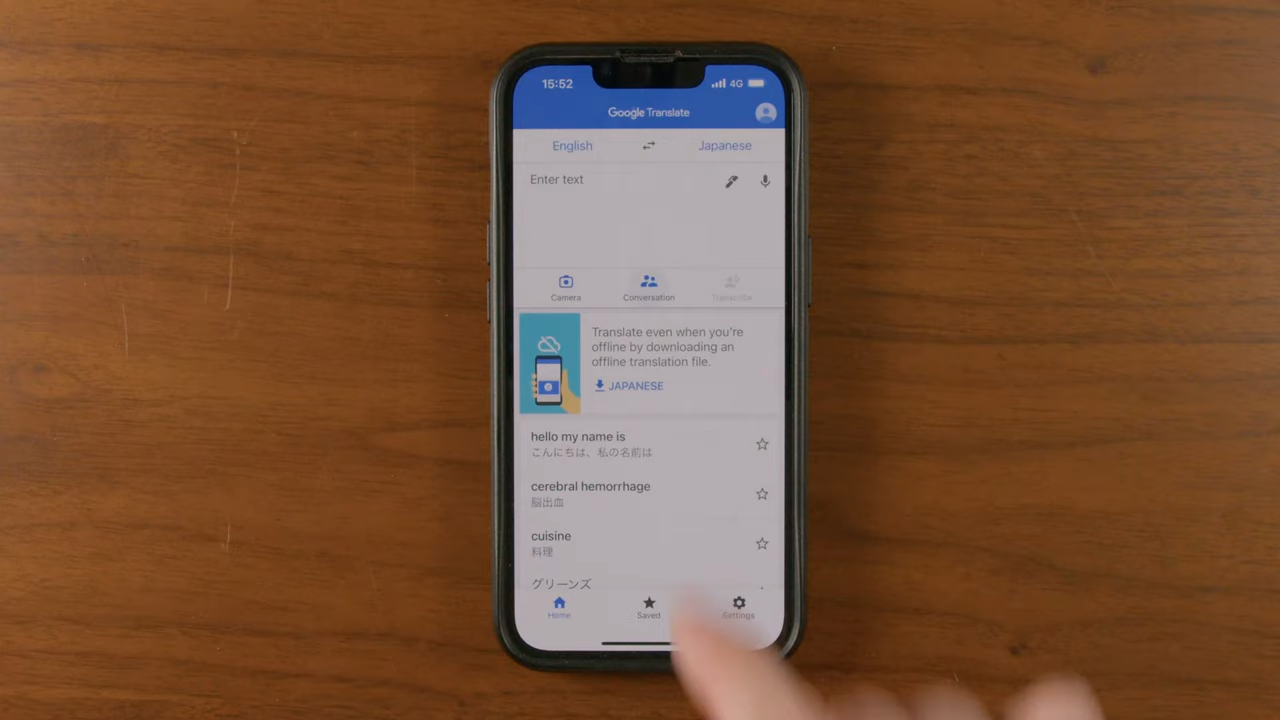 15:52
4G
Google Translate
English
Japanese
Enter text
Camera
Conversation
Transcribe
Translate even when you're
offline by downloading an
offline translation file.
JAPANESE
hello my name is
こんにちは、私の名前は
cerebral hemorrhage
脳出血
cuisine
料理
グリーンズ
Home
Saved
Settings